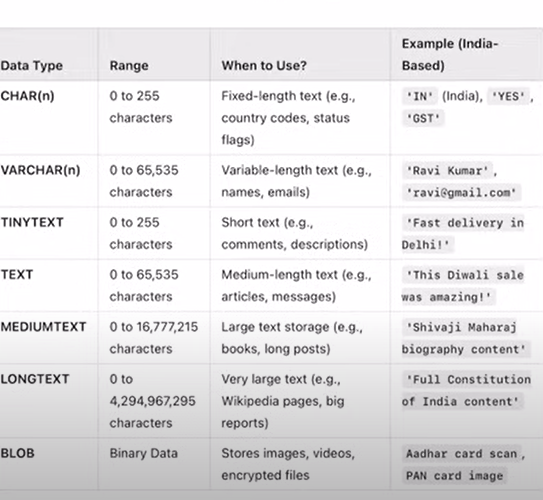 Data Type Range When to Use? Example (India-
Based)
CHAR(n) 0 to 255 Fixed-length text (e.g., 'IN' (India), 'YES',
characters country codes, status 'GST'
flags)
VARCHAR(n) 0 to 65,535 Variable-length text (e.g., 'Ravi Kumar',
characters names, emails) 'ravi@gmail.com'
TINYTEXT 0 to 255 Short text (e.g., 'Fast delivery in
characters comments, descriptions) Delhi!'
TEXT 0 to 65,535 Medium-length text (e.g., 'This Diwali sale
characters articles, messages) was amazing!'
MEDIUMTEXT 0 to 16,777,215 Large text storage (e.g., 'Shivaji Maharaj
characters books, long posts) biography content'
LONGTEXT 0 to Very large text (e.g., 'Full Constitution
4,294,967,295 Wikipedia pages, big of India content'
characters reports)
BLOB Binary Data Stores images, videos, Aadhar card scan,
encrypted files PAN card image